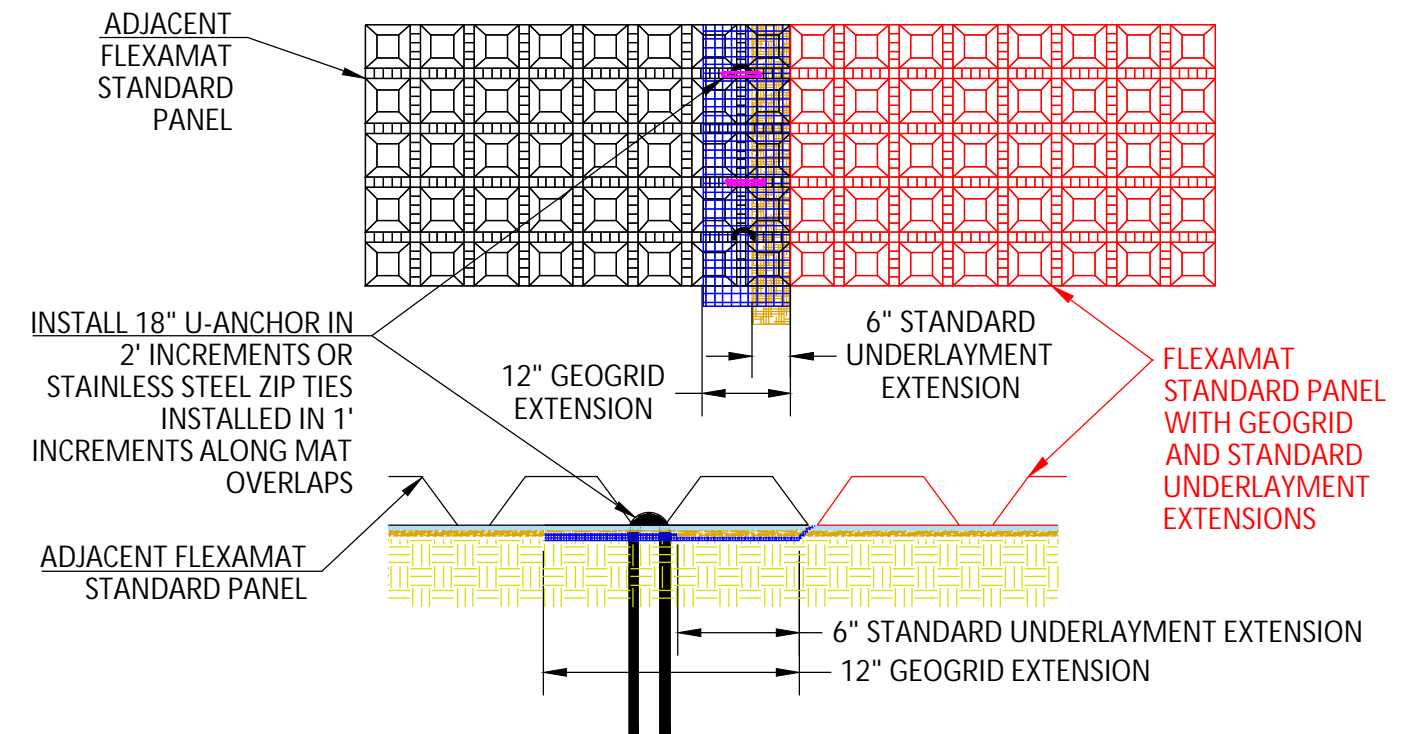 ADJACENT
FLEXAMAT
STANDARD
PANEL
INSTALL 18" U-ANCHOR IN
2' INCREMENTS OR
STAINLESS STEEL ZIP TIES
INSTALLED IN 1'
INCREMENTS ALONG MAT
OVERLAPS
12" GEOGRID
EXTENSION
6" STANDARD
UNDERLAYMENT
EXTENSION
FLEXAMAT
STANDARD PANEL
WITH GEOGRID
AND STANDARD
UNDERLAYMENT
EXTENSIONS
ADJACENT FLEXAMAT
STANDARD PANEL
6" STANDARD UNDERLAYMENT EXTENSION
12" GEOGRID EXTENSION